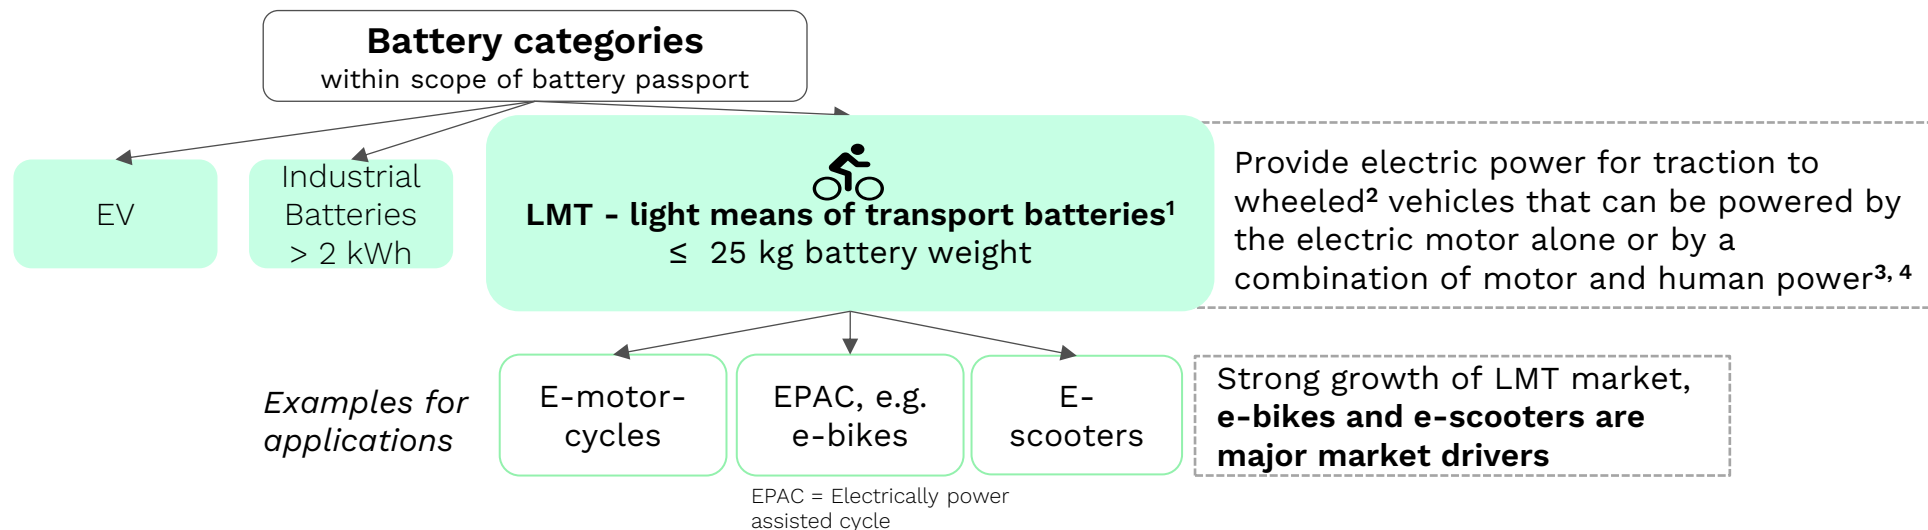 Battery categories
within scope of battery passport
EV
Industrial
Batteries
> 2 kWh
LMT - light means of transport batteries¹
≤ 25 kg battery weight
Provide electric power for traction to
wheeled² vehicles that can be powered by
the electric motor alone or by a
combination of motor and human power³, ⁴
Examples for
applications
E-motor-
cycles
EPAC, e.g.
e-bikes
E-
scooters
Strong growth of LMT market,
e-bikes and e-scooters are
major market drivers
EPAC = Electrically power
assisted cycle